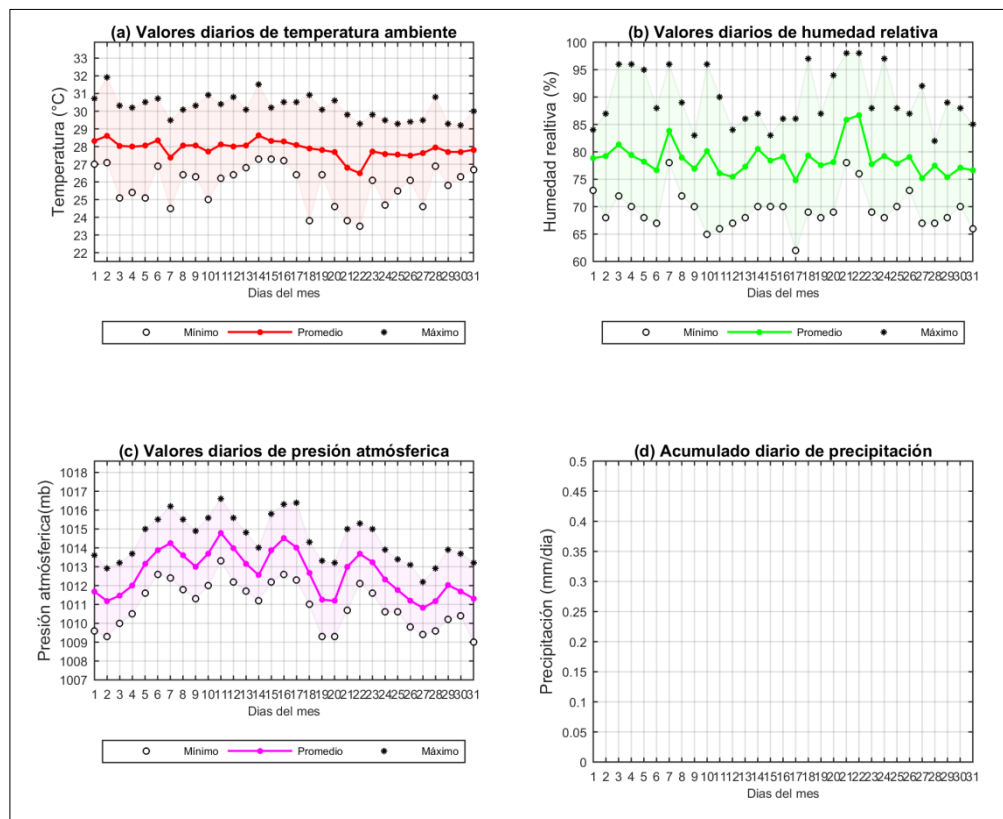 (a) Valores diarios de temperatura ambiente
Temperatura (°C)
33
32
31
30
29
28
27
26
25
24
23
22
1 2 3 4 5 6 7 8 9 10 11 12 13 14 15 16 17 18 19 20 21 22 23 24 25 26 27 28 29 30 31
Dias del mes
Mínimo Promedio Máximo
(b) Valores diarios de humedad relativa
Humedad realtiva (%)
100
95
90
85
80
75
70
65
60
1 2 3 4 5 6 7 8 9 10 11 12 13 14 15 16 17 18 19 20 21 22 23 24 25 26 27 28 29 30 31
Dias del mes
Mínimo Promedio Máximo
(c) Valores diarios de presión atmósferica
Presión atmósferica(mb)
1018
1017
1016
1015
1014
1013
1012
1011
1010
1009
1008
1007
1 2 3 4 5 6 7 8 9 10 11 12 13 14 15 16 17 18 19 20 21 22 23 24 25 26 27 28 29 30 31
Dias del mes
Mínimo Promedio Máximo
(d) Acumulado diario de precipitación
Precipitación (mm/dia)
0.5
0.45
0.4
0.35
0.3
0.25
0.2
0.15
0.1
0.05
0
1 2 3 4 5 6 7 8 9 10 11 12 13 14 15 16 17 18 19 20 21 22 23 24 25 26 27 28 29 30 31
Dias del mes